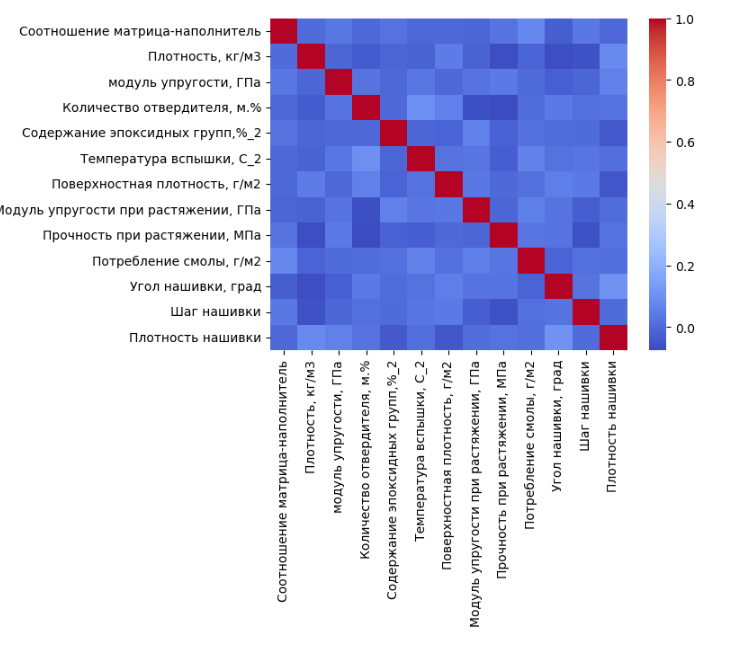 Соотношение матрица-наполнитель
Плотность, кг/м3
модуль упругости, ГПа
Количество отвердителя, м.%
Содержание эпоксидных групп,%_2
Температура вспышки, С_2
Поверхностная плотность, г/м2
Модуль упругости при растяжении, ГПа
Прочность при растяжении, МПа
Потребление смолы, г/м2
Угол нашивки, град
Шаг нашивки
Плотность нашивки
1.0
0.8
0.6
0.4
0.2
0.0
Соотношение матрица-наполнитель
Плотность, кг/м3
модуль упругости, ГПа
Количество отвердителя, м.%
Содержание эпоксидных групп,%_2
Температура вспышки, С_2
Поверхностная плотность, г/м2
Модуль упругости при растяжении, ГПа
Прочность при растяжении, МПа
Потребление смолы, г/м2
Угол нашивки, град
Шаг нашивки
Плотность нашивки